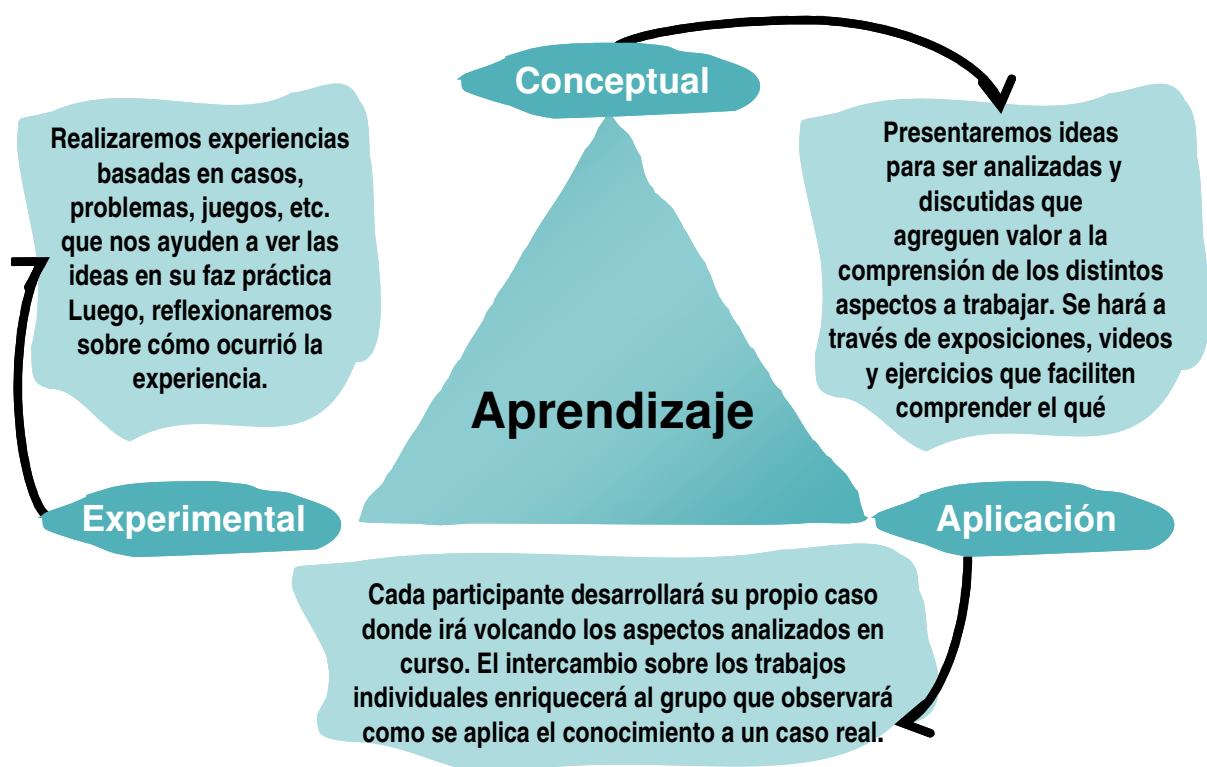 Conceptual
Presentaremos ideas
para ser analizadas y
discutidas que
agreguen valor a la
comprensión de los distintos
aspectos a trabajar. Se hará a
través de exposiciones, videos
y ejercicios que faciliten
comprender el qué
Realizaremos experiencias
basadas en casos,
problemas, juegos, etc.
que nos ayuden a ver las
ideas en su faz práctica
Luego, reflexionaremos
sobre cómo ocurrió la
experiencia.
Aprendizaje
Experimental
Aplicación
Cada participante desarrollará su propio caso
donde irá volcando los aspectos analizados en
curso. El intercambio sobre los trabajos
individuales enriquecerá al grupo que observará
como se aplica el conocimiento a un caso real.